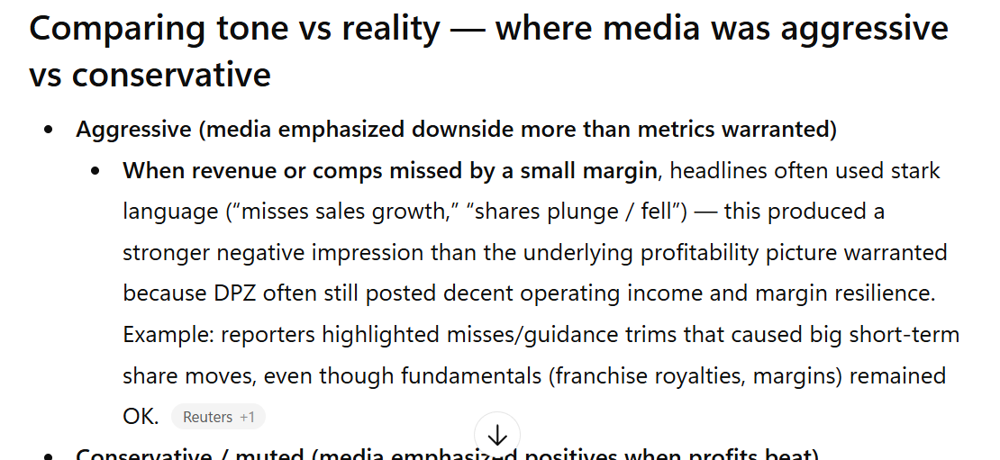 Comparing tone vs reality — where media was aggressive
vs conservative
• Aggressive (media emphasized downside more than metrics warranted)
• When revenue or comps missed by a small margin, headlines often used stark
language (“misses sales growth,” “shares plunge / fell”) — this produced a
stronger negative impression than the underlying profitability picture warranted
because DPZ often still posted decent operating income and margin resilience.
Example: reporters highlighted misses/guidance trims that caused big short-term
share moves, even though fundamentals (franchise royalties, margins) remained
OK. Reuters +1
• Conservative / muted (media emphasized positives when profits beat)